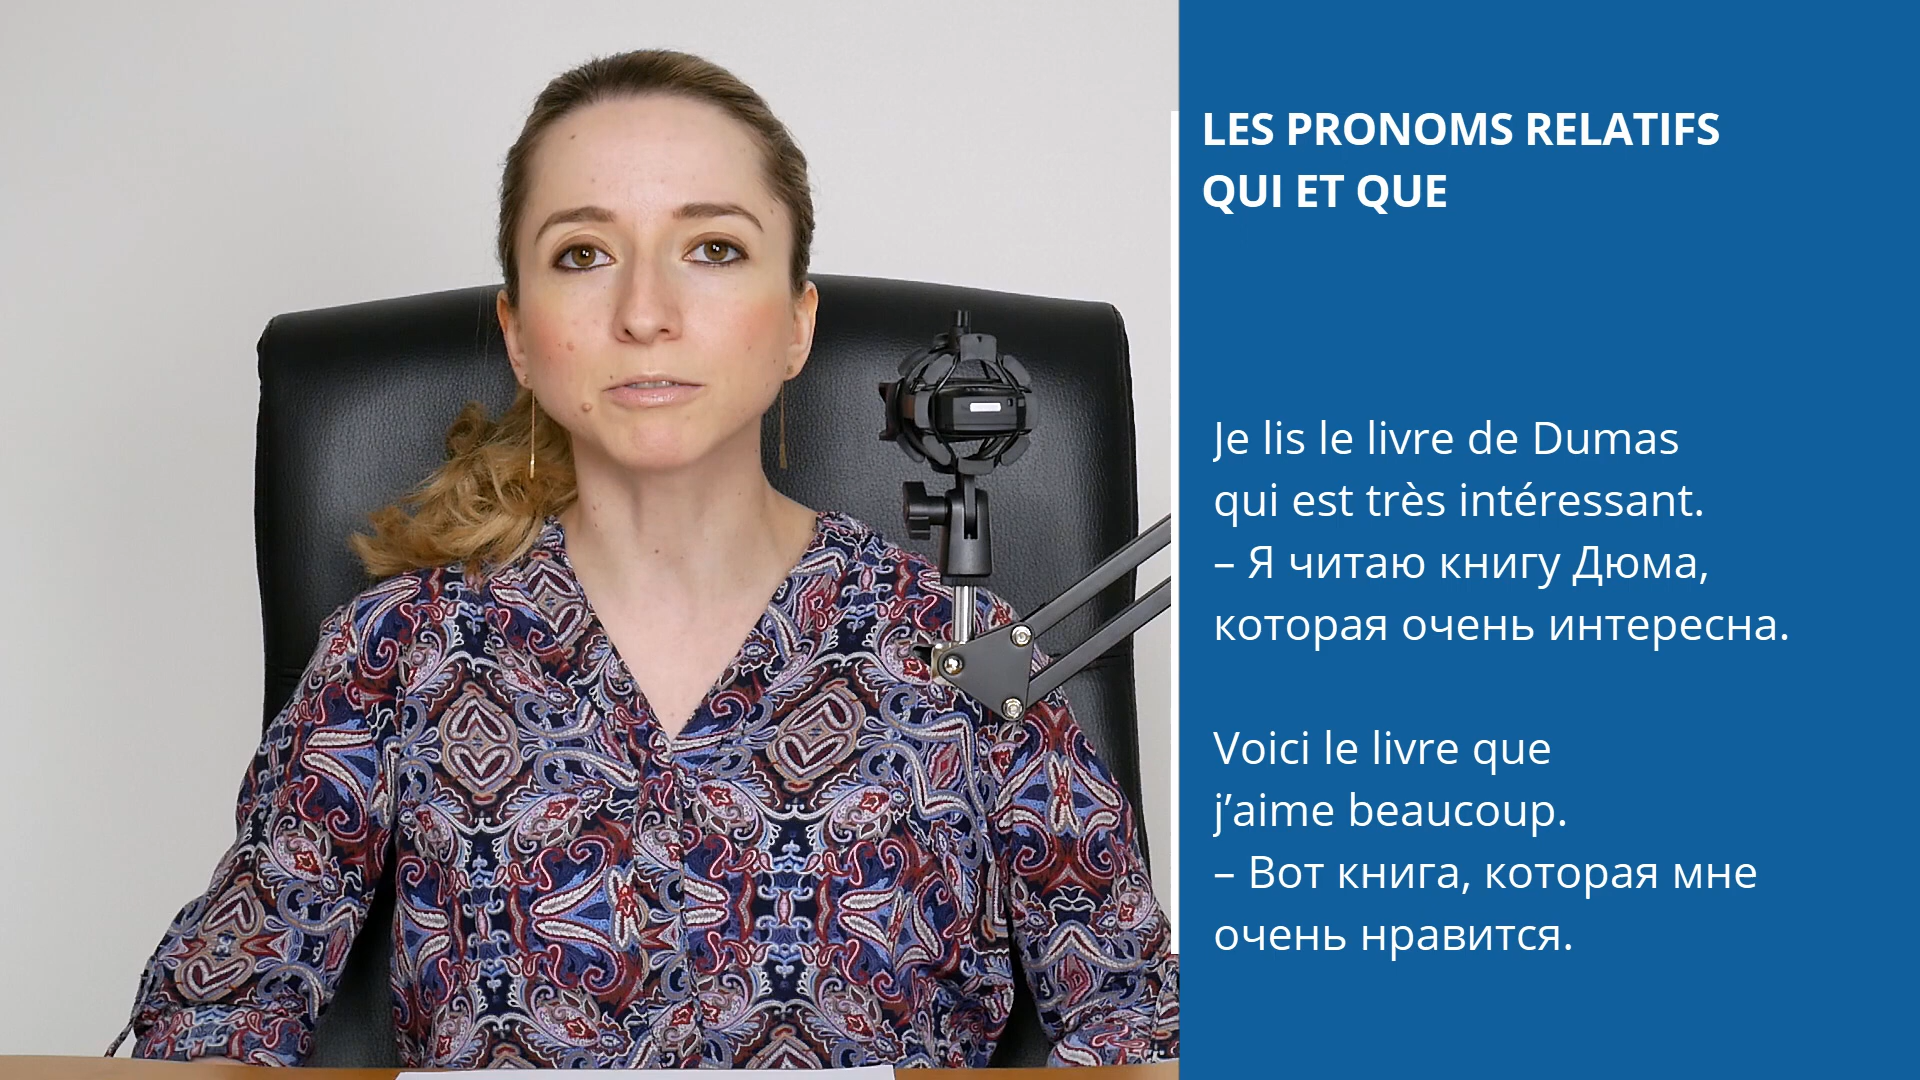 LES PRONOMS RELATIFS
QUI ET QUE
Je lis le livre de Dumas
qui est très intéressant.
– Я читаю книгу Дюма,
которая очень интересна.
Voici le livre que
j’aime beaucoup.
– Вот книга, которая мне
очень нравится.